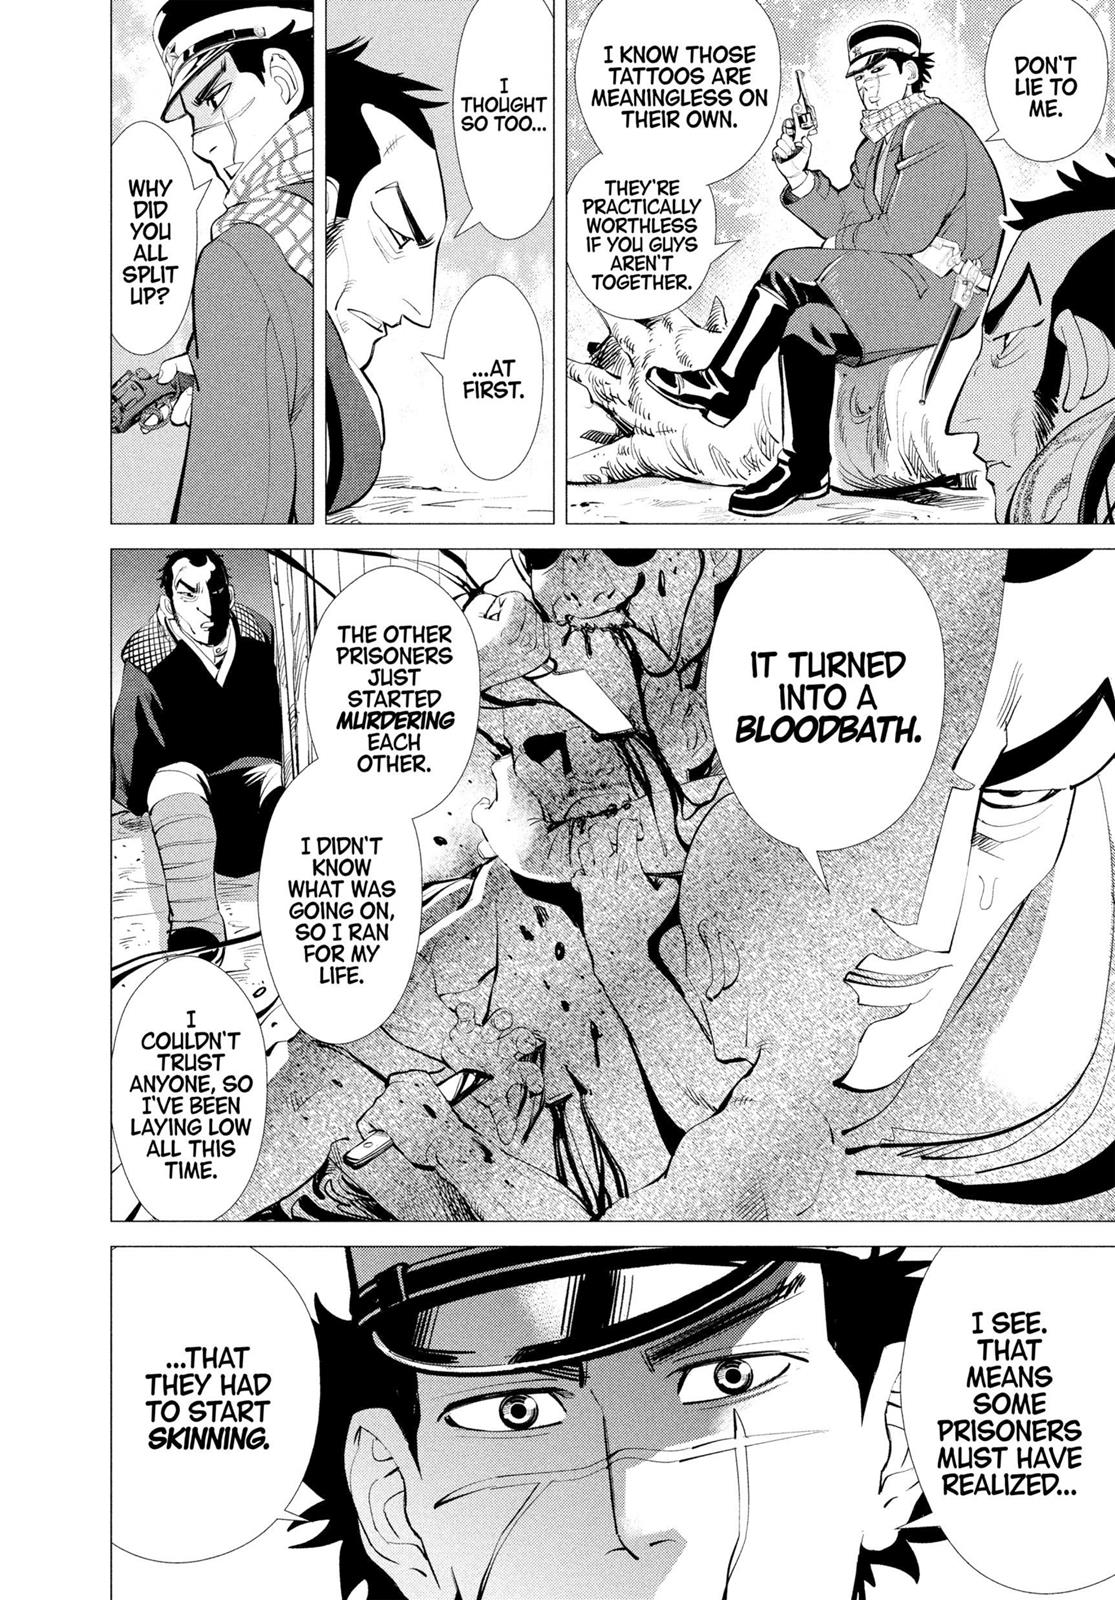 DON'T
LIE TO
ME.
I KNOW THOSE
TATTOOS ARE
MEANINGLESS ON
THEIR OWN.
THEY'RE
PRACTICALLY
WORTHLESS
IF YOU GUYS
AREN'T
TOGETHER.
I
THOUGHT
SO TOO...
...AT
FIRST.
WHY
DID
YOU
ALL
SPLIT
UP?
IT TURNED
INTO A
BLOODBATH.
THE OTHER
PRISONERS
JUST
STARTED
MURDERING
EACH
OTHER.
I DIDN'T
KNOW
WHAT WAS
GOING ON,
SO I RAN
FOR MY
LIFE.
I
COULDN'T
TRUST
ANYONE, SO
I'VE BEEN
LAYING LOW
ALL THIS
TIME.
I SEE.
THAT
MEANS
SOME
PRISONERS
MUST HAVE
REALIZED...
...THAT
THEY HAD
TO START
SKINNING.